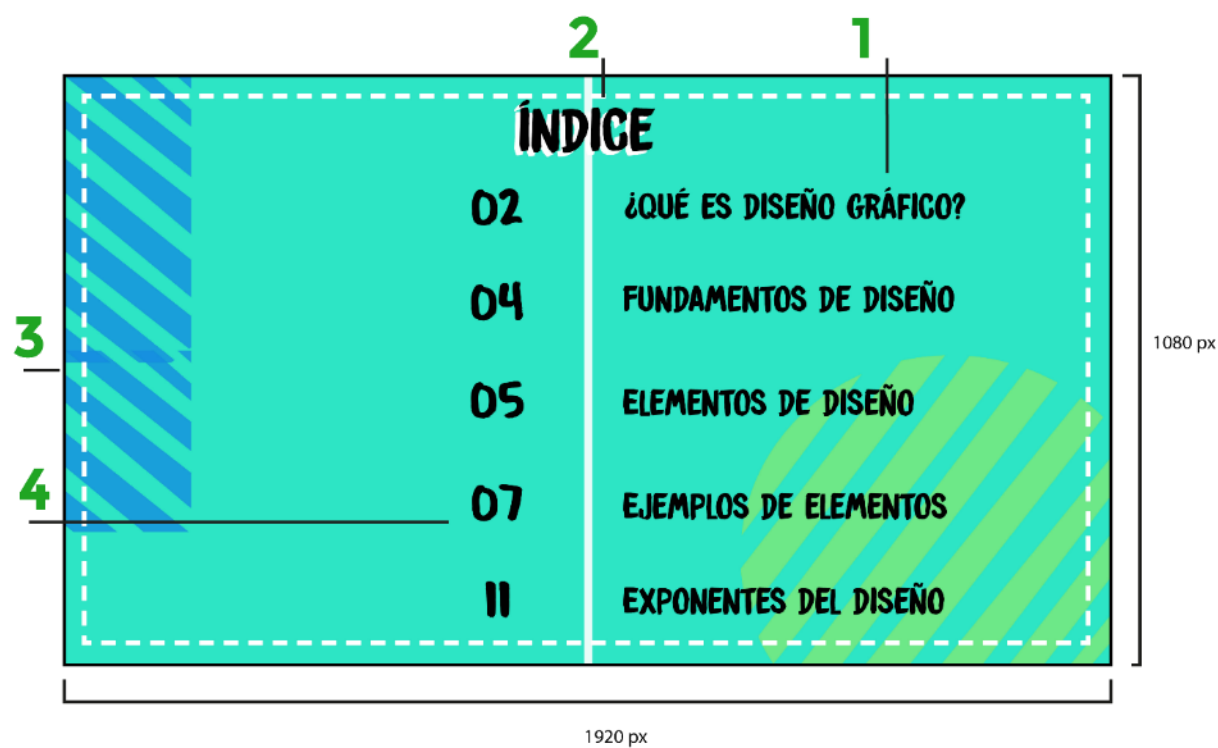 2 1
ÍNDICE
02 ¿QUÉ ES DISEÑO GRÁFICO?
04 FUNDAMENTOS DE DISEÑO
3
1080 px
05 ELEMENTOS DE DISEÑO
4
07 EJEMPLOS DE ELEMENTOS
11 EXPONENTES DEL DISEÑO
1920 px